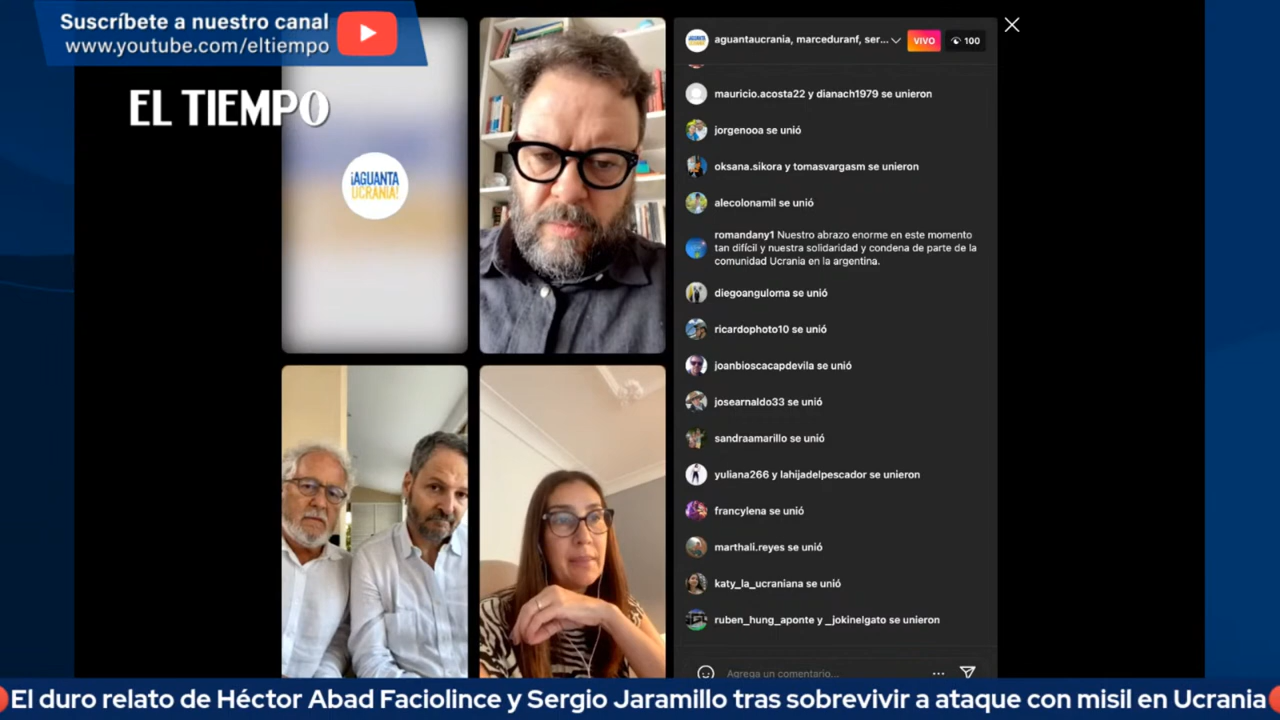 Suscríbete a nuestro canal
www.youtube.com/eltiempo
EL TIEMPO
¡AGUANTA
UCRANIA!
aguantaucrania, marceduranf, ser...
VIVO
100
mauricio.acosta22 y dianach1979 se unieron
jorgenooa se unió
oksana.sikora y tomasvargasm se unieron
alecolonamil se unió
romandany1 Nuestro abrazo enorme en este momento
tan difícil y nuestra solidaridad y condena de parte de la
comunidad Ucrania en la argentina.
diegoanguloma se unió
ricardophoto10 se unió
joanbioscacapdevila se unió
josearnaldo33 se unió
sandraamarillo se unió
yuliana266 y lahijadelpescador se unieron
francylena se unió
marthali.reyes se unió
katy_la_ucraniana se unió
ruben_hung_aponte y _jokinelgato se unieron
Agrega un comentario...
El duro relato de Héctor Abad Faciolince y Sergio Jaramillo tras sobrevivir a ataque con misil en Ucrania